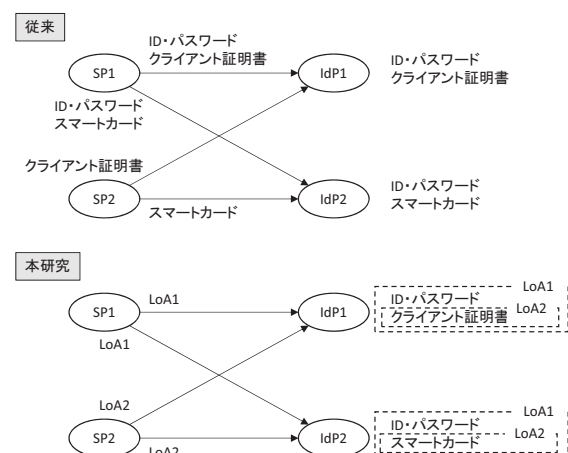 従来
ID・パスワード
クライアント証明書
SP1
IdP1
ID・パスワード
クライアント証明書
ID・パスワード
スマートカード
クライアント証明書
SP2
スマートカード
IdP2
ID・パスワード
スマートカード
本研究
SP1
LoA1
IdP1
LoA1
ID・パスワード
クライアント証明書
LoA2
LoA1
LoA2
SP2
LoA2
IdP2
LoA1
ID・パスワード
スマートカード
LoA2